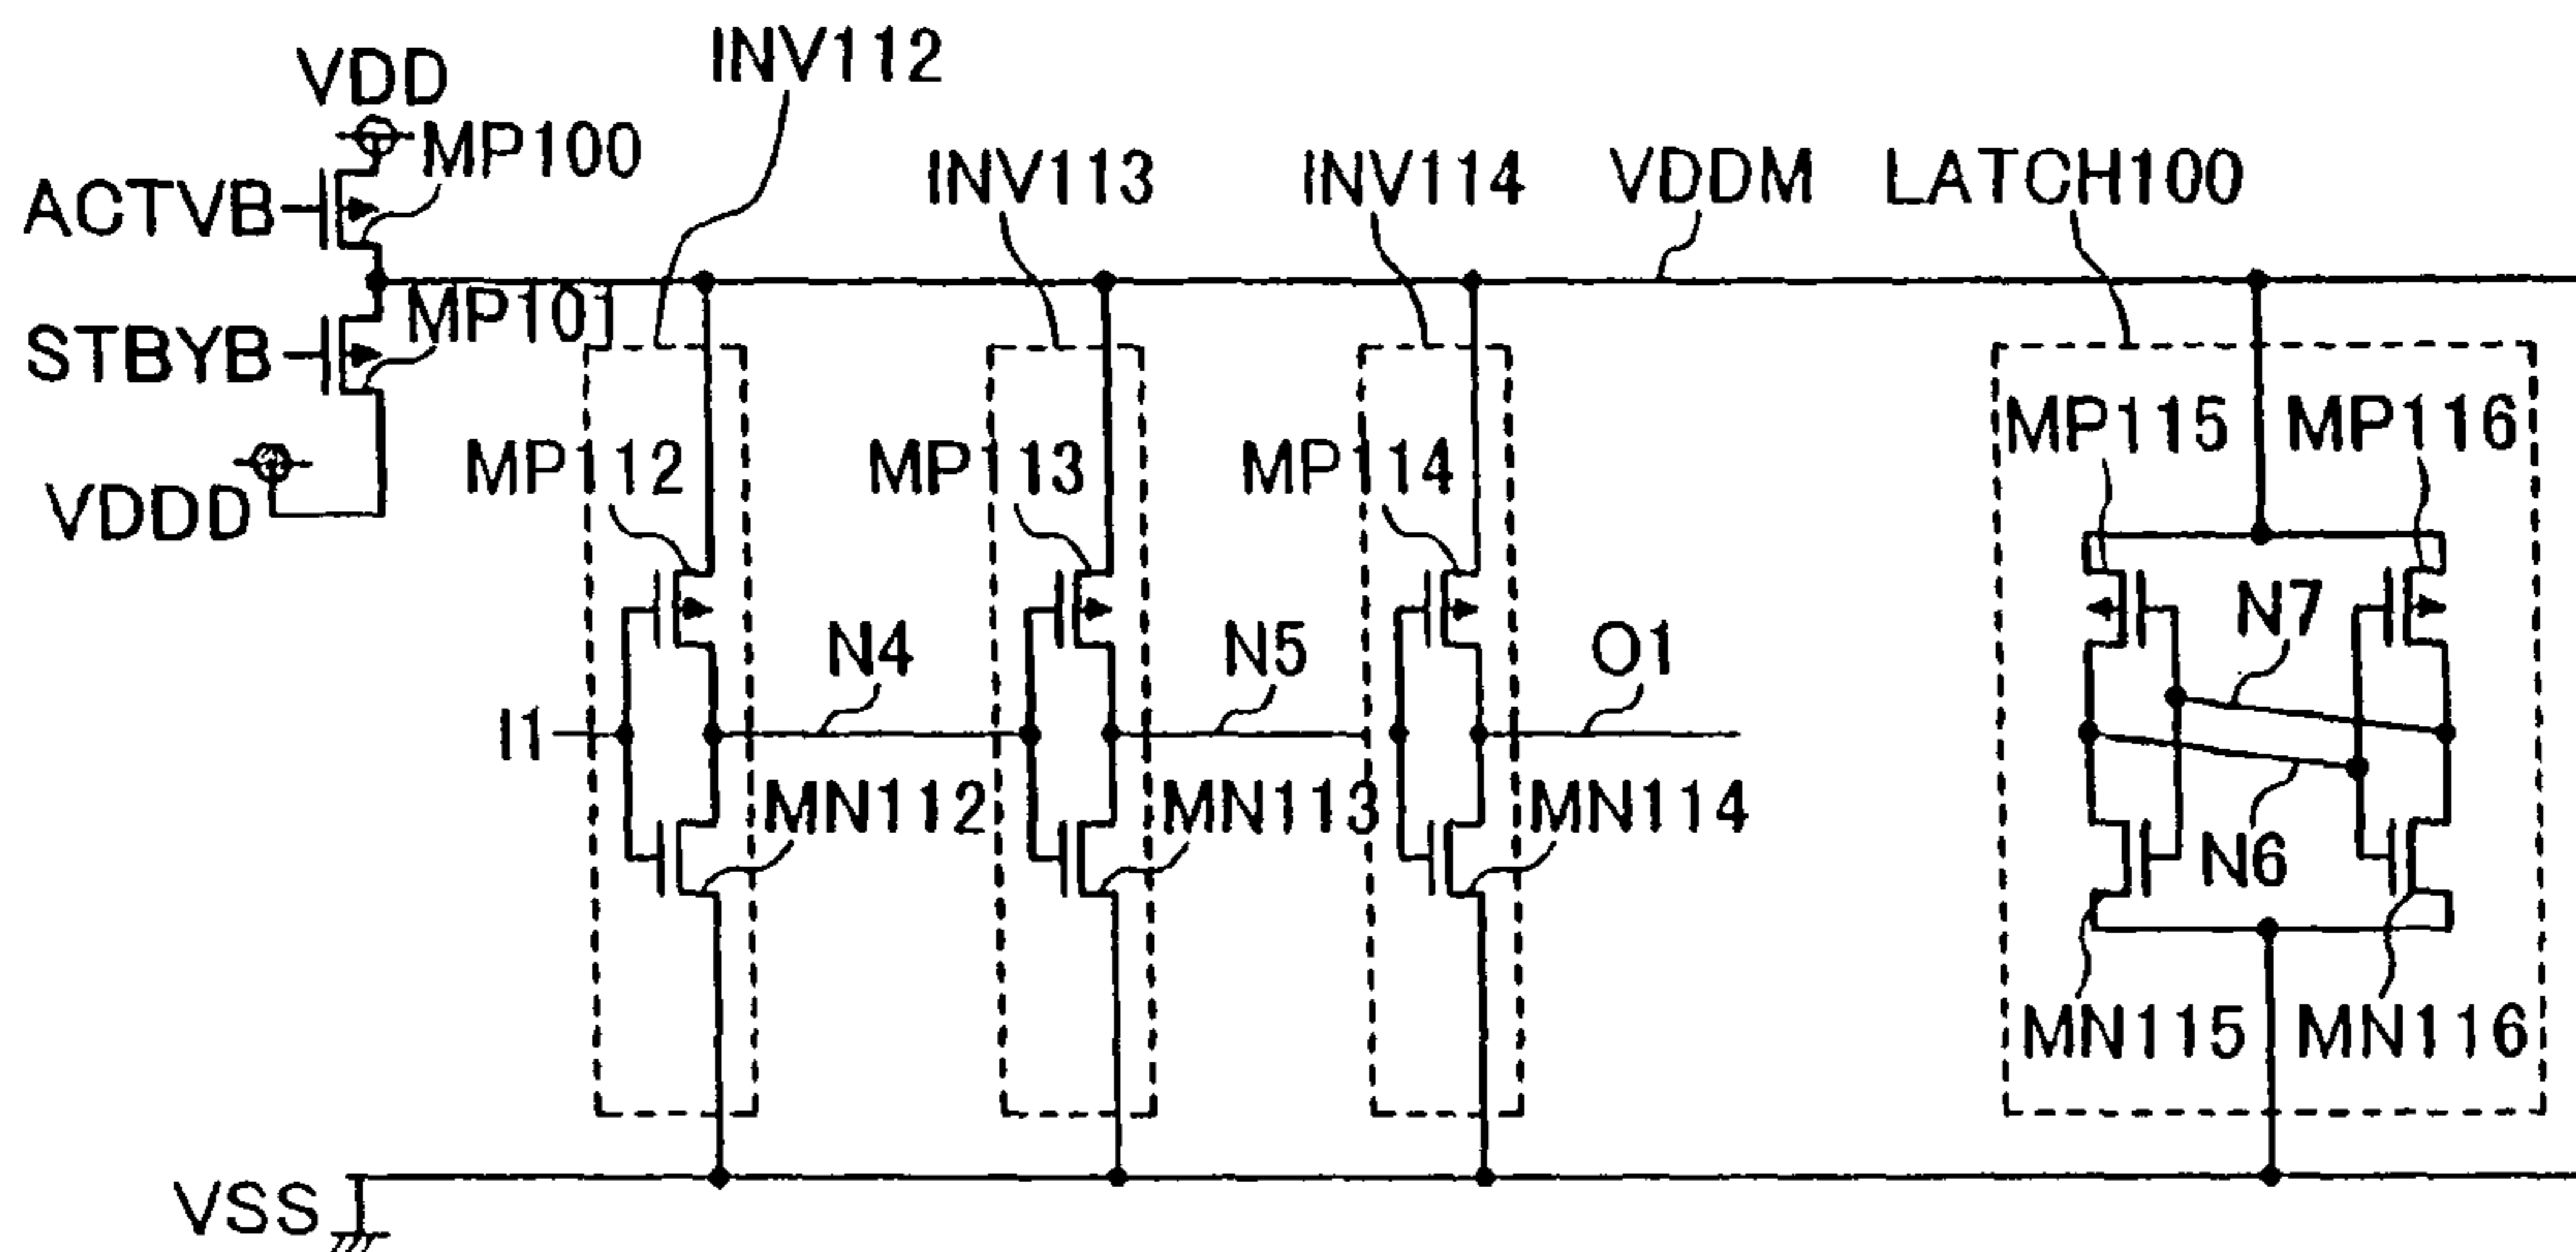 INV112
VDD
MP100
INV113
INV114
VDDM
LATCH100
ACTVB
MP101
STBYB
MP115
MP116
MP112
MP113
MP114
VDDD
N7
N4
N5
O1
I1
MN112
MN113
MN114
N6
MN115
MN116
VSS